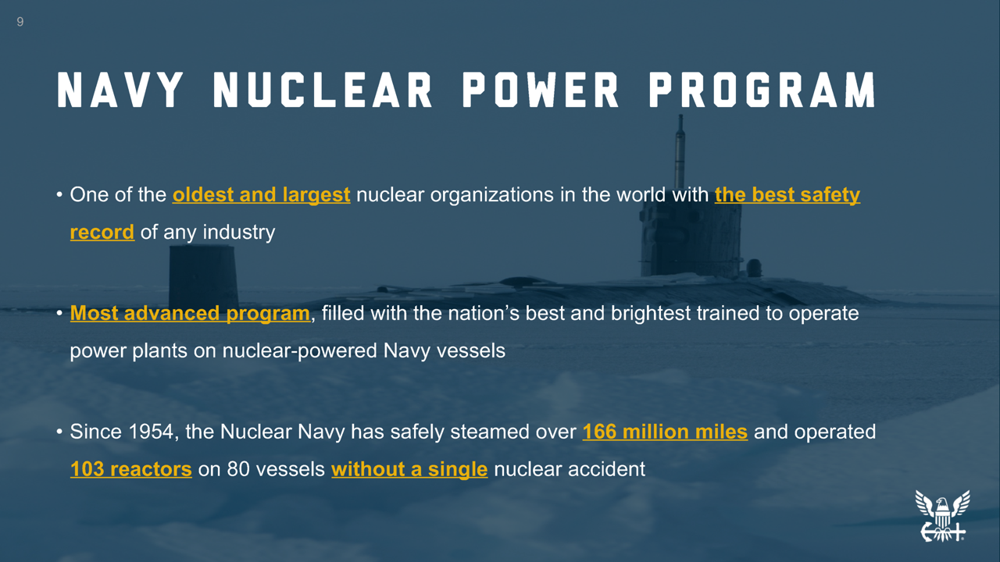 9
NAVY NUCLEAR POWER PROGRAM
• One of the oldest and largest nuclear organizations in the world with the best safety
record of any industry
• Most advanced program, filled with the nation’s best and brightest trained to operate
power plants on nuclear-powered Navy vessels
• Since 1954, the Nuclear Navy has safely steamed over 166 million miles and operated
103 reactors on 80 vessels without a single nuclear accident